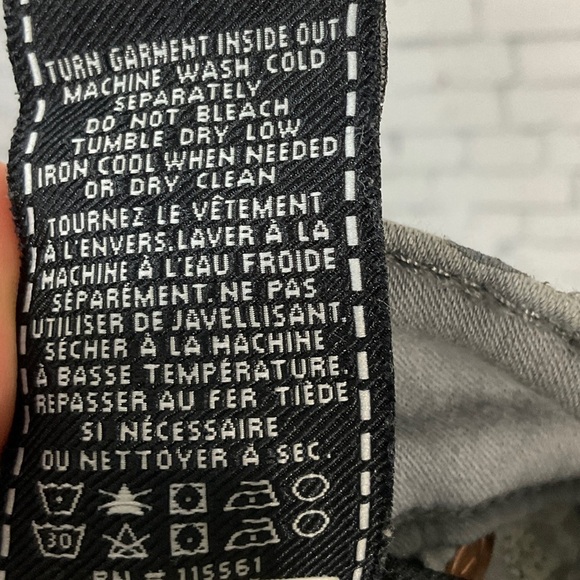 TURN GARMENT INSIDE OUT
MACHINE WASH COLD
SEPARATELY
DO NOT BLEACH
TUMBLE DRY LOW
IRON COOL WHEN NEEDED
OR DRY CLEAN
TOURNEZ LE VÊTEMENT
À L'ENVERS. LAVER À LA
MACHINE À L'EAU FROIDE
SÉPARÉMENT. NE PAS
UTILISER DE JAVELLISANT.
SÉCHER À LA MACHINE
À BASSE TEMPÉRATURE.
REPASSER AU FER TIÈDE
SI NÉCESSAIRE
OU NETTOYER À SEC.
30
RN # 115561